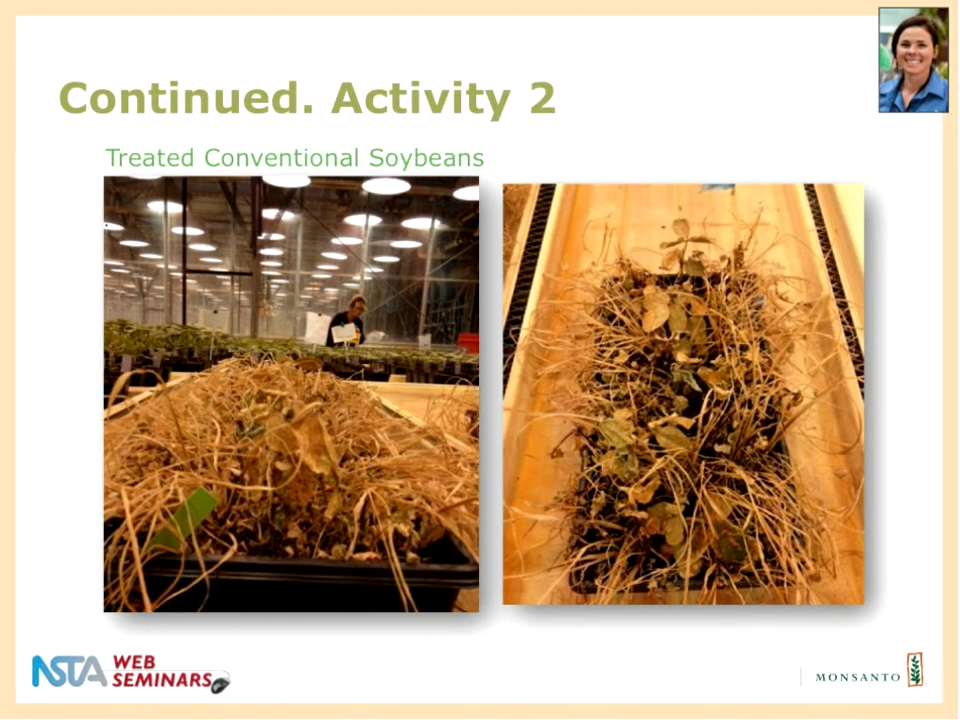 Continued. Activity 2
Treated Conventional Soybeans
NSTA WEB
SEMINARS
MONSANTO